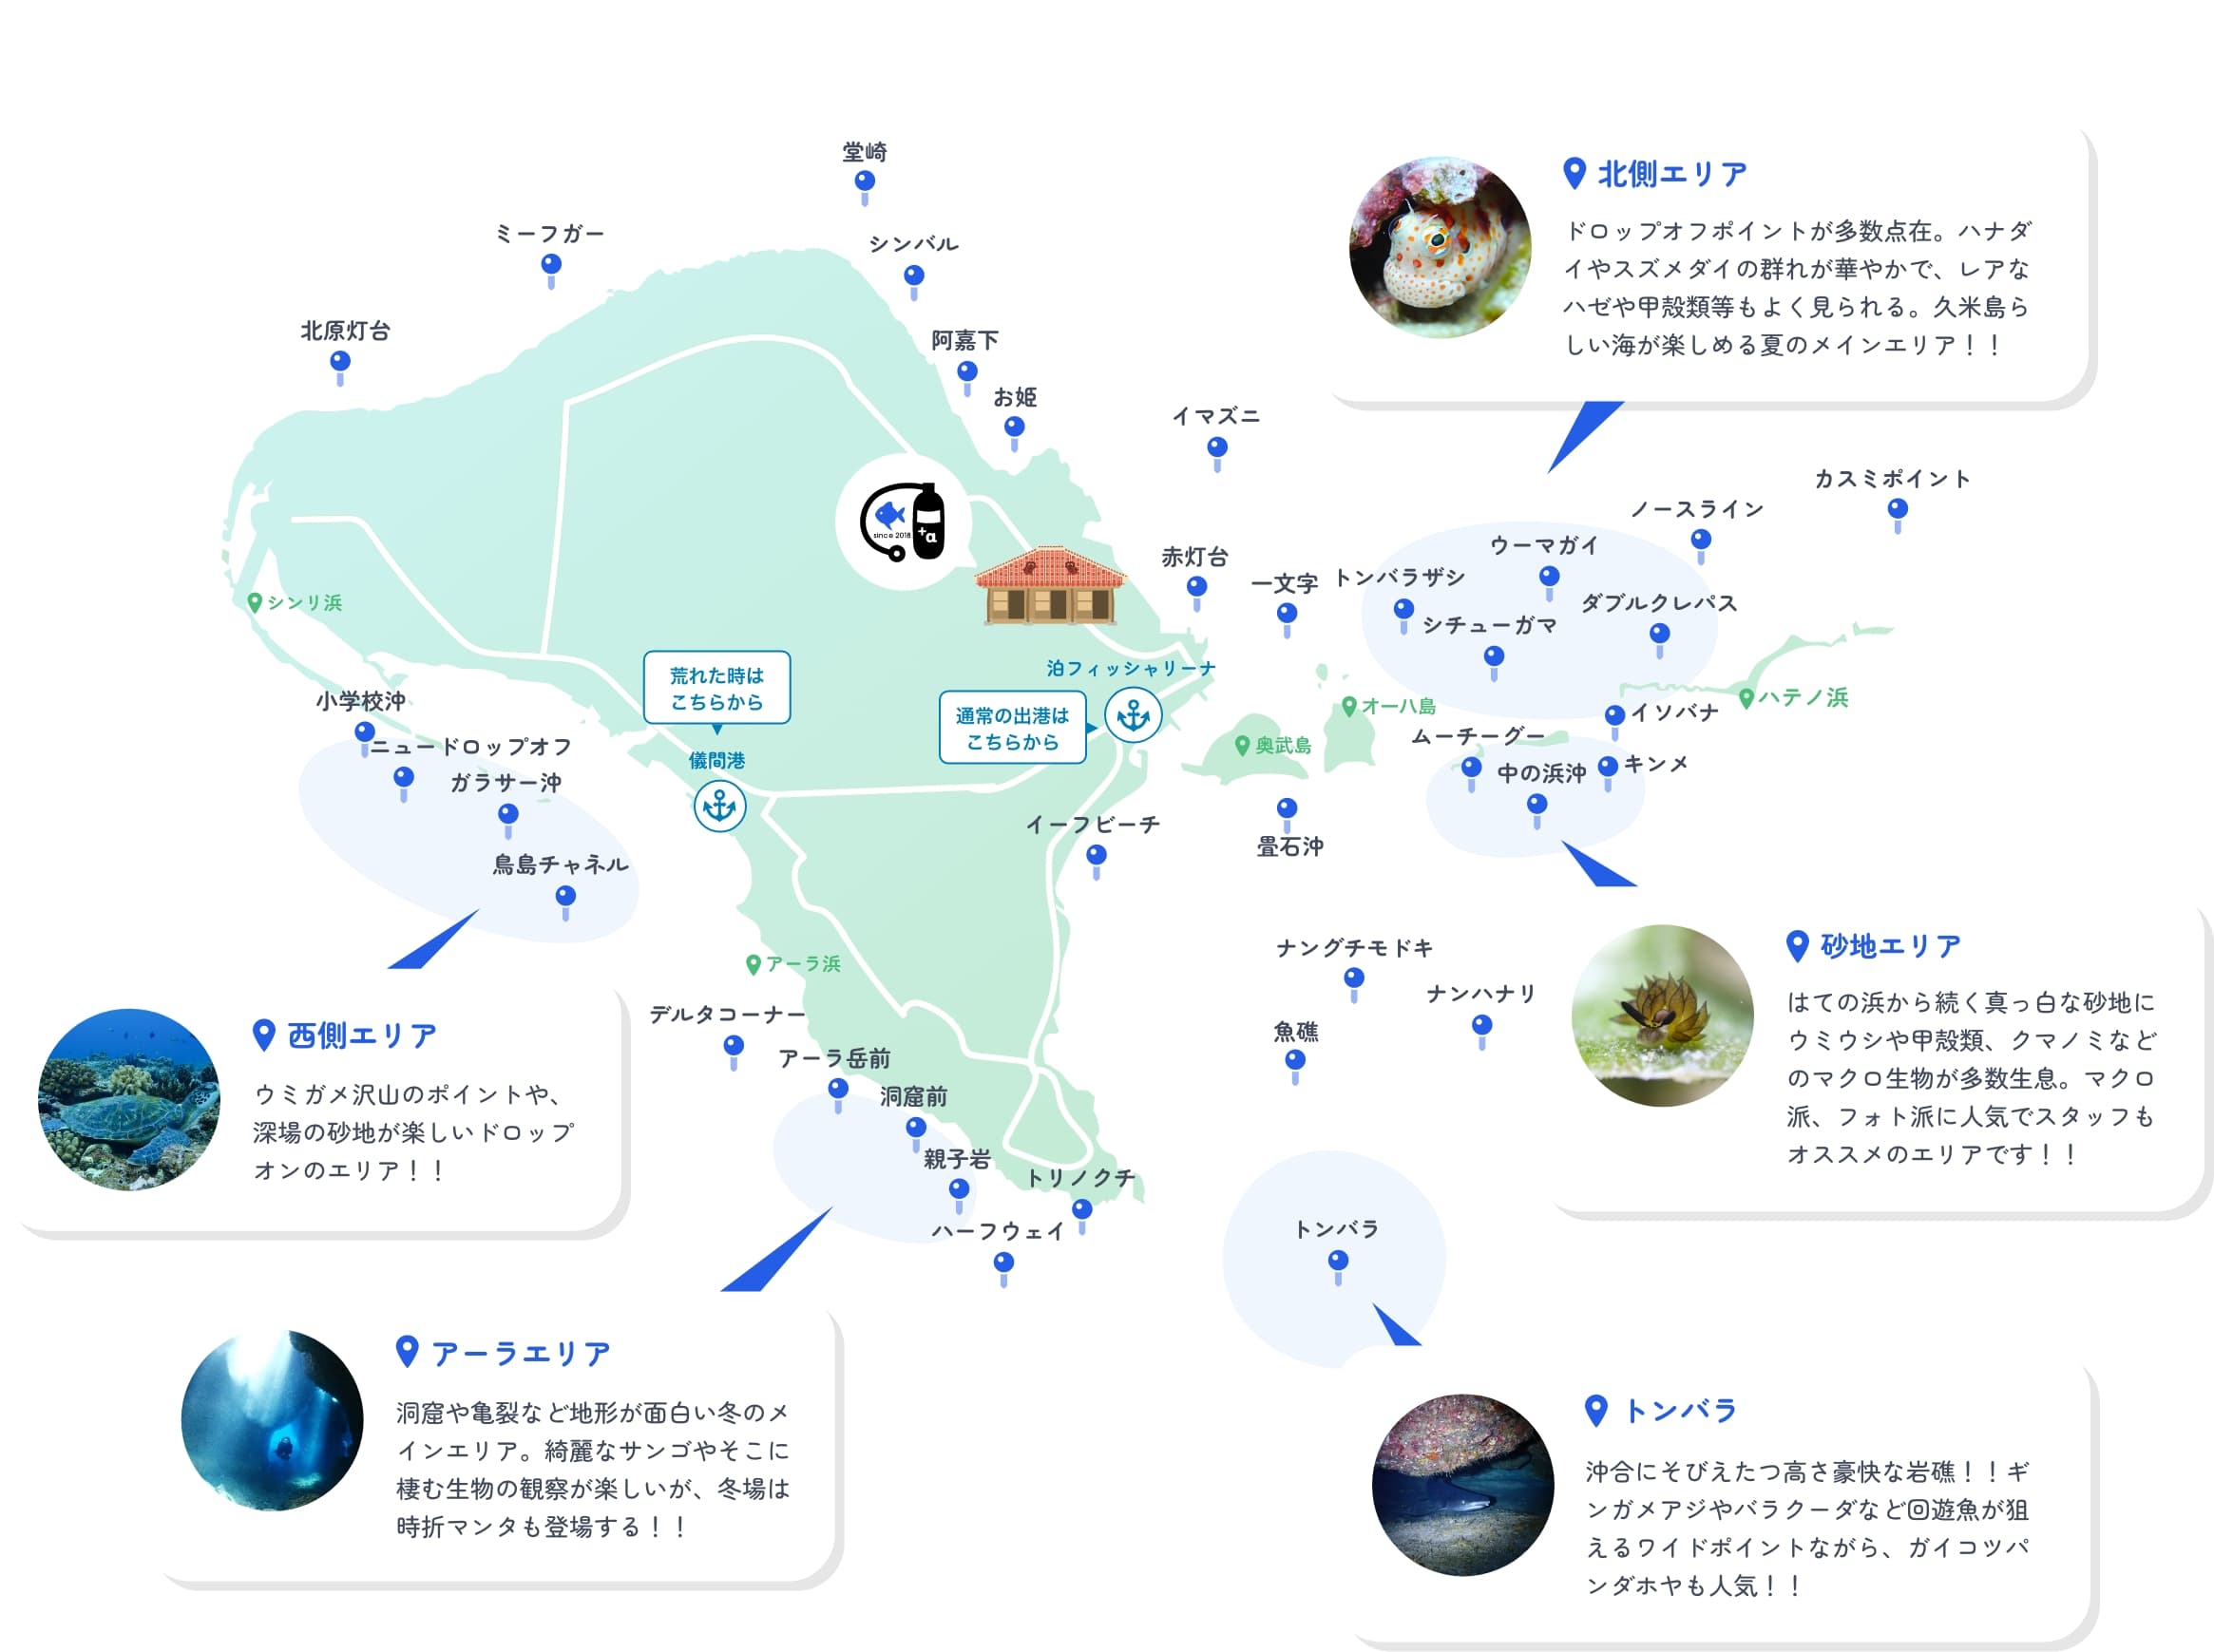 堂崎
ミーフガー
シンバル
北原灯台
阿嘉下
お姫
イマズニ
北側エリア
ドロップオフポイントが多数点在。ハナダ
イやスズメダイの群れが華やかで、レアな
ハゼや甲殻類等もよく見られる。久米島ら
しい海が楽しめる夏のメインエリア！！
カスミポイント
ノースライン
ウーマガイ
トンバラザシ
ダブルクレパス
シチューガマ
赤灯台
一文字
since 2018
+a
シンリ浜
泊フィッシャリーナ
荒れた時は
こちらから
儀間港
通常の出港は
こちらから
オーハ島
奥武島
ハテノ浜
イソバナ
ムーチーグー
キンメ
中の浜沖
小学校沖
ニュードロップオフ
ガラサー沖
鳥島チャネル
イーフビーチ
畳石沖
アーラ浜
ナングチモドキ
ナンハナリ
魚礁
砂地エリア
はての浜から続く真っ白な砂地に
ウミウシや甲殻類、クマノミなど
のマクロ生物が多数生息。マクロ
派、フォト派に人気でスタッフも
オススメのエリアです！！
西側エリア
ウミガメ沢山のポイントや、
深場の砂地が楽しいドロップ
オンのエリア！！
デルタコーナー
アーラ岳前
洞窟前
親子岩
トリノクチ
ハーフウェイ
トンバラ
アーラエリア
洞窟や亀裂など地形が面白い冬のメ
インエリア。綺麗なサンゴやそこに
棲む生物の観察が楽しいが、冬場は
時折マンタも登場する！！
トンバラ
沖合にそびえたつ高さ豪快な岩礁！！ギ
ンガメアジやバラクーダなど回遊魚が狙
えるワイドポイントながら、ガイコツパ
ンダホヤも人気！！